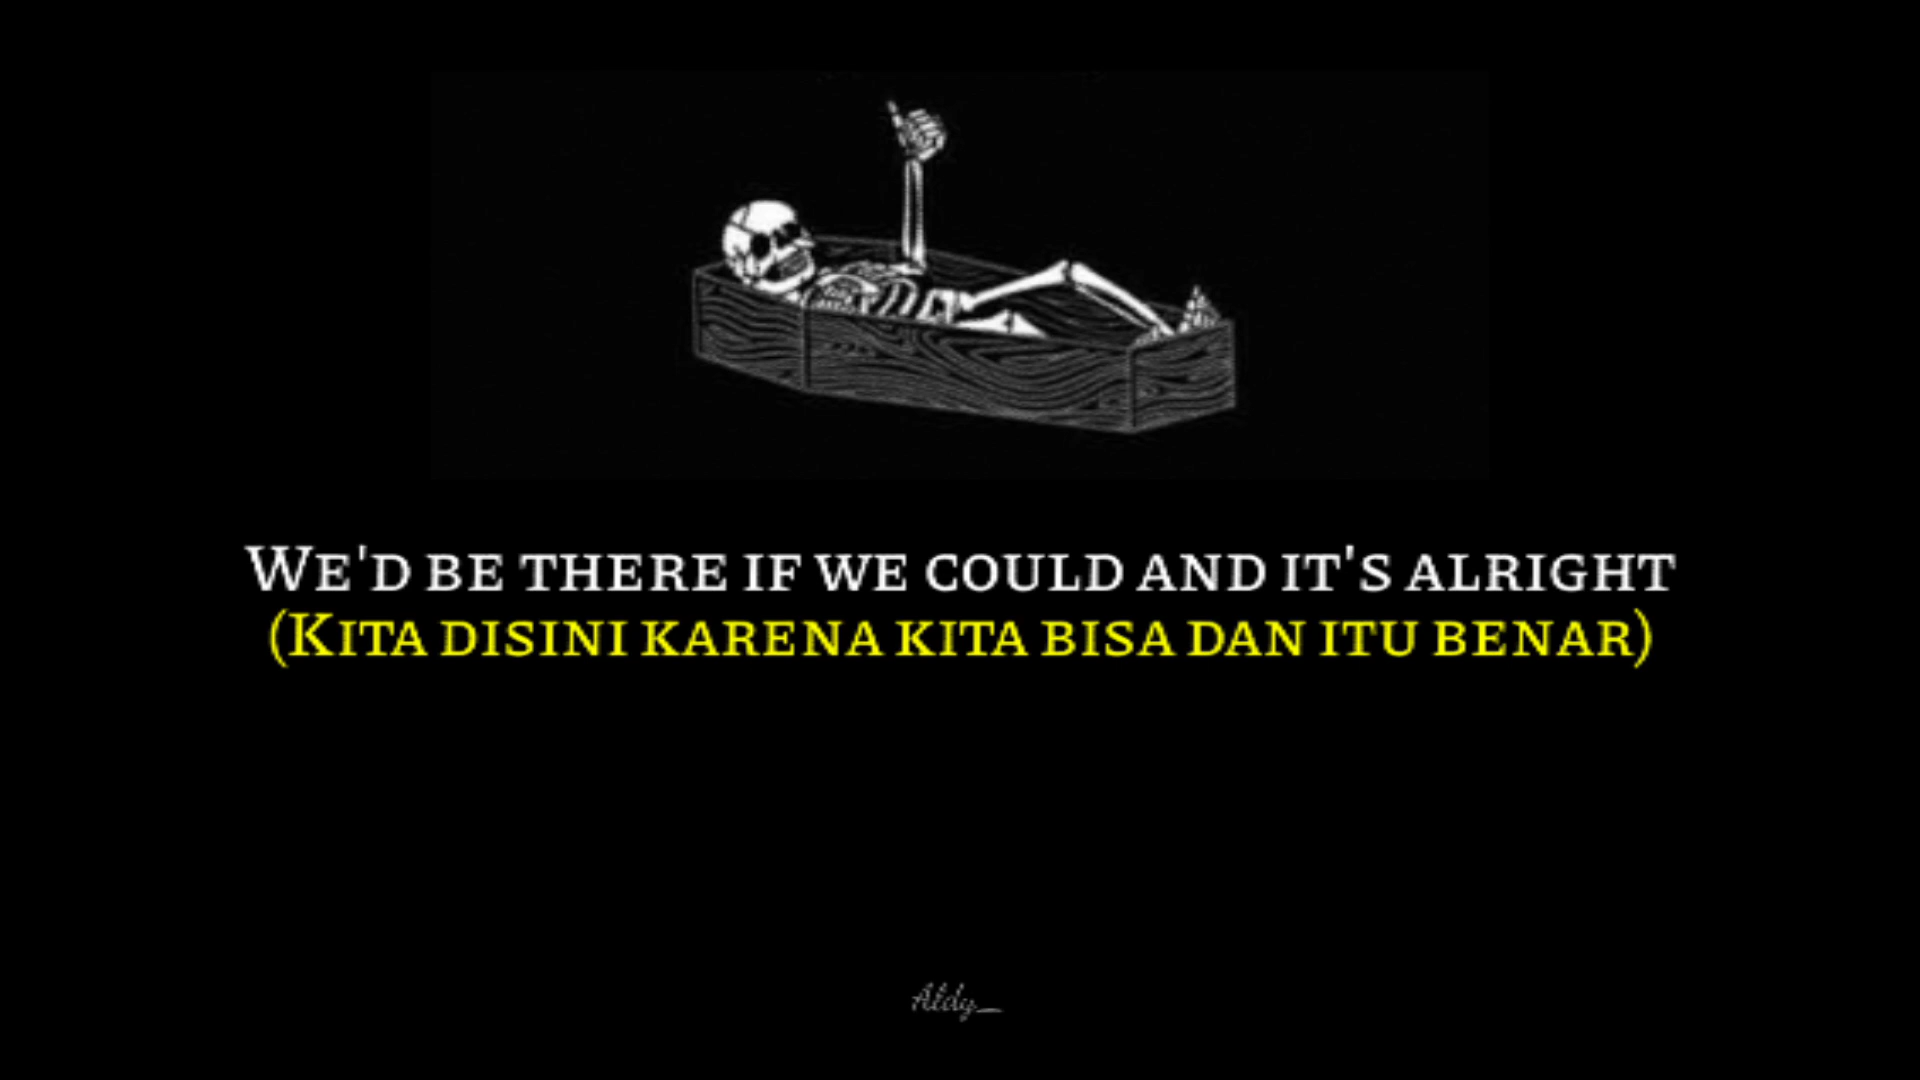 We'd be there if we could and it's alright
(Kita disini karena kita bisa dan itu benar)
Aldy_